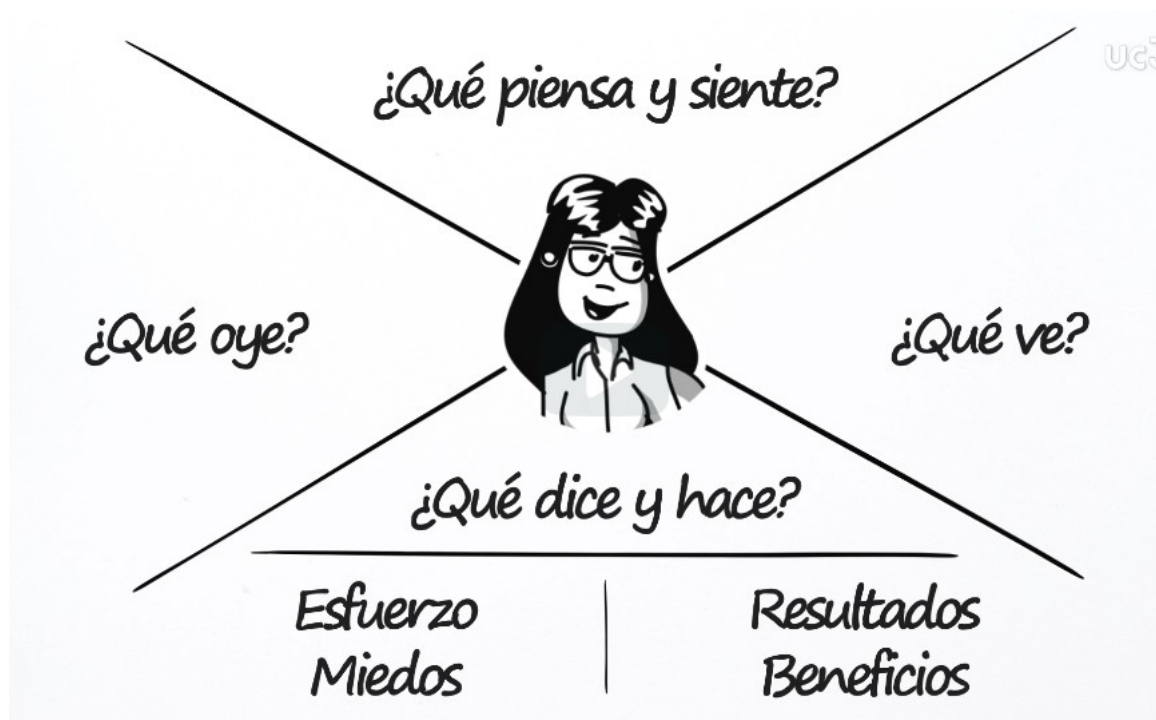 ¿Qué piensa y siente?
¿Qué oye?
¿Qué ve?
¿Qué dice y hace?
Esfuerzo
Miedos
Resultados
Beneficios